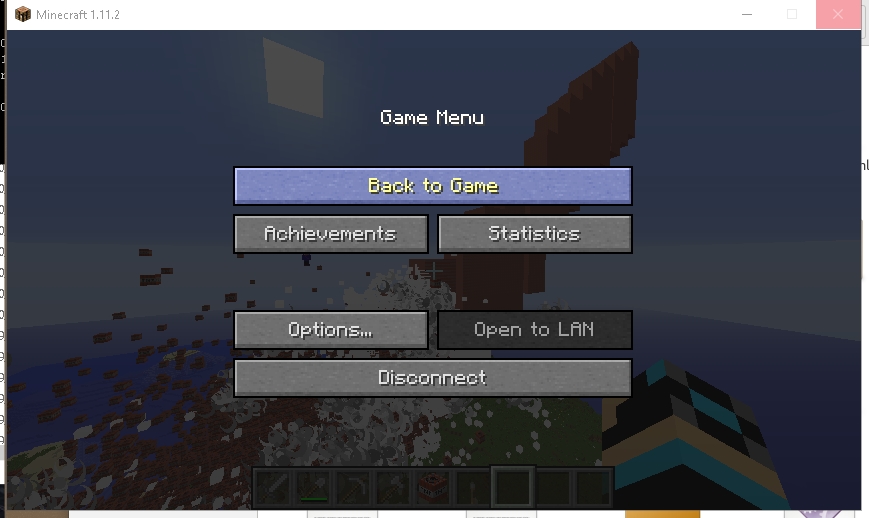 Minecraft 1.11.2
Game Menu
Back to Game
Achievements Statistics
Options... Open to LAN
Disconnect